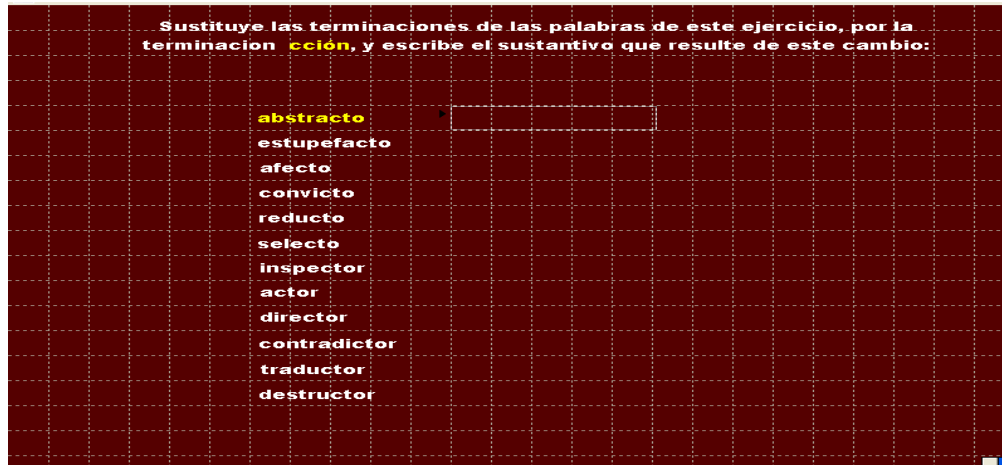 Sustituye las terminaciones de las palabras de este ejercicio, por la
terminacion cción, y escribe el sustantivo que resulte de este cambio:
abstracto
estupefacto
afecto
convicto
reducto
selecto
inspector
actor
director
contradictor
traductor
destructor